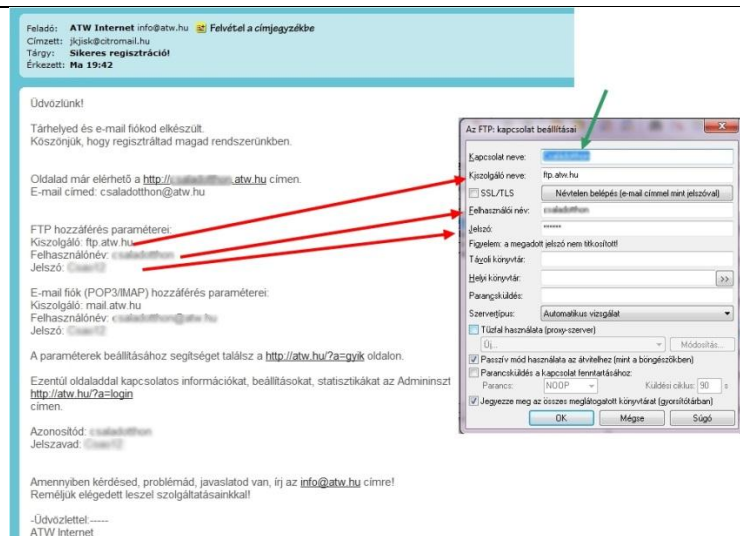 Feladó: ATW Internet info@atw.hu Felvétel a címjegyzékbe
Címzett: jkjisk@citromail.hu
Tárgy: Sikeres regisztráció!
Érkezett: Ma 19:42
Üdvözlünk!
Tárhelyed és e-mail fiókod elkészült.
Köszönjük, hogy regisztráltad magad rendszerünkben.
Oldalad már elérhető a http:// .atw.hu címen.
E-mail címed: csaladotthon@atw.hu
FTP hozzáférés paraméterei:
Kiszolgáló: ftp.atw.hu
Felhasználónév:
Jelszó:
E-mail fiók (POP3/IMAP) hozzáférés paraméterei:
Kiszolgáló: mail.atw.hu
Felhasználónév:
Jelszó:
A paraméterek beállításához segítséget találsz a http://atw.hu/?a=gyik oldalon.
Ezentúl oldaladdal kapcsolatos információkat, beállításokat, statisztikákat az Admininszt
http://atw.hu/?a=login
címen.
Azonosítód:
Jelszavad:
Amennyiben kérdésed, problémád, javaslatod van, írj az info@atw.hu címre!
Reméljük elégedett leszel szolgáltatásainkkal!
-Üdvözlettel:-----
ATW Internet
Az FTP: kapcsolat beállításai
Kapcsolat neve:
Kiszolgáló neve: ftp.atw.hu
SSL/TLS Névtelen belépés (e-mail címmel mint jelszóval)
Felhasználói név:
Jelszó: ******
Figyelem: a megadott jelszó nem titkosított!
Távoli könyvtár:
Helyi könyvtár: >>
Parancsküldés:
Szervertípus: Automatikus vizsgálat
Tűzfal használata (proxy-szerver)
Új... Módosítás...
Passzív mód használata az átvitelhez (mint a böngészőkben)
Parancsküldés a kapcsolat fenntartásához:
Parancs: NOOP Küldési ciklus: 90 s
Jegyezze meg az összes meglátogatott könyvtárat (gyorsítótárban)
OK Mégse Súgó